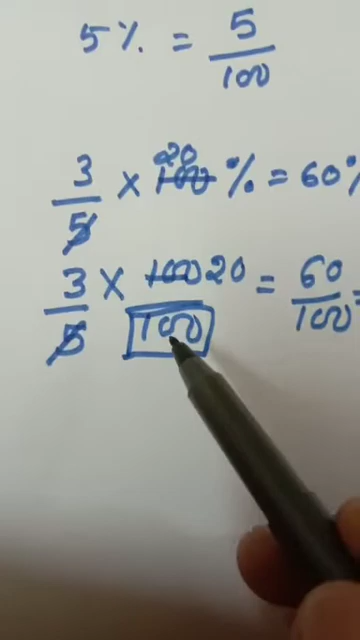 5% = 5/100
3/5 × 100 20 % = 60%
3/5 × 100 20/100 = 60/100 =